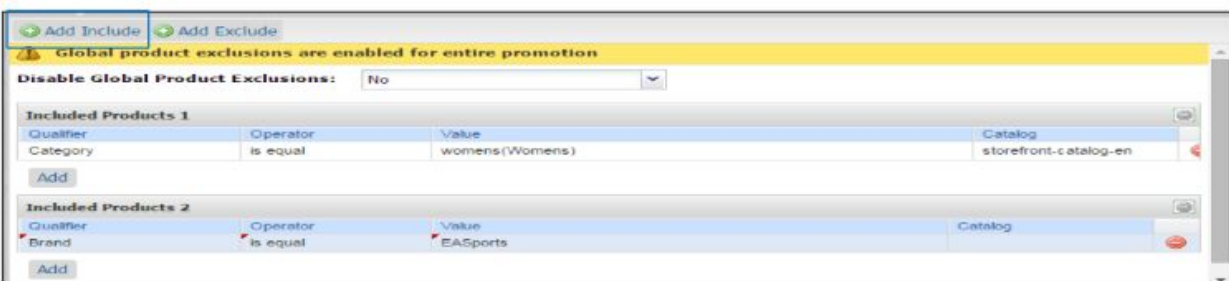 Add Include Add Exclude
Global product exclusions are enabled for entire promotion
Disable Global Product Exclusions: No
Included Products 1
Qualifier Operator Value Catalog
Category is equal womens(Womens) storefront-catalog-en
Add
Included Products 2
Qualifier Operator Value Catalog
Brand is equal EASports
Add